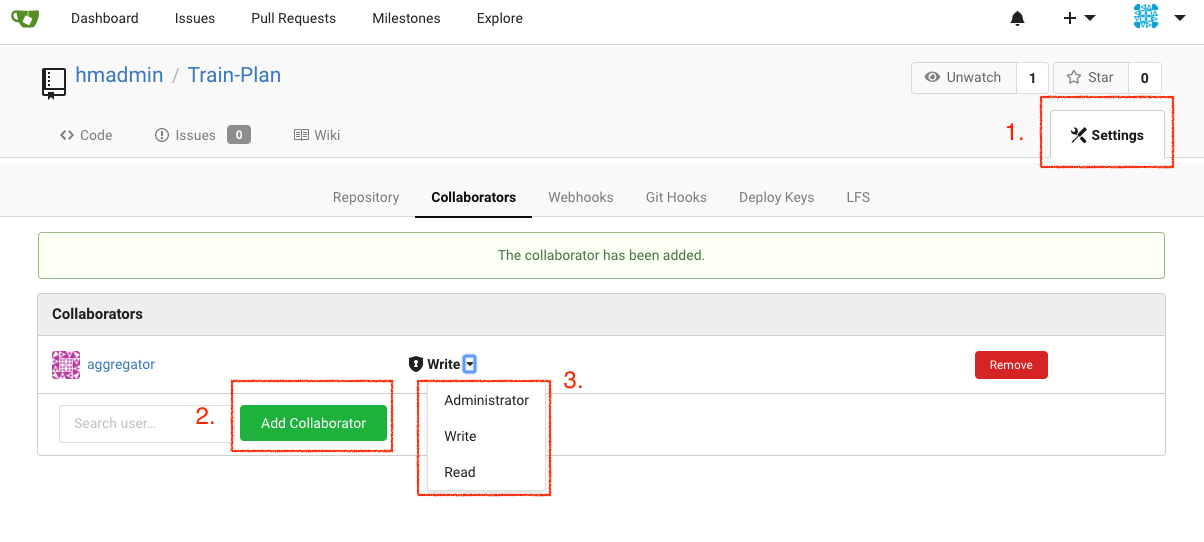 Dashboard Issues Pull Requests Milestones Explore
hmadmin / Train-Plan
Unwatch 1 Star 0
Code Issues 0 Wiki 1. Settings
Repository Collaborators Webhooks Git Hooks Deploy Keys LFS
The collaborator has been added.
Collaborators
aggregator Write Remove
3.
Administrator
2. Search user... Add Collaborator
Write
Read